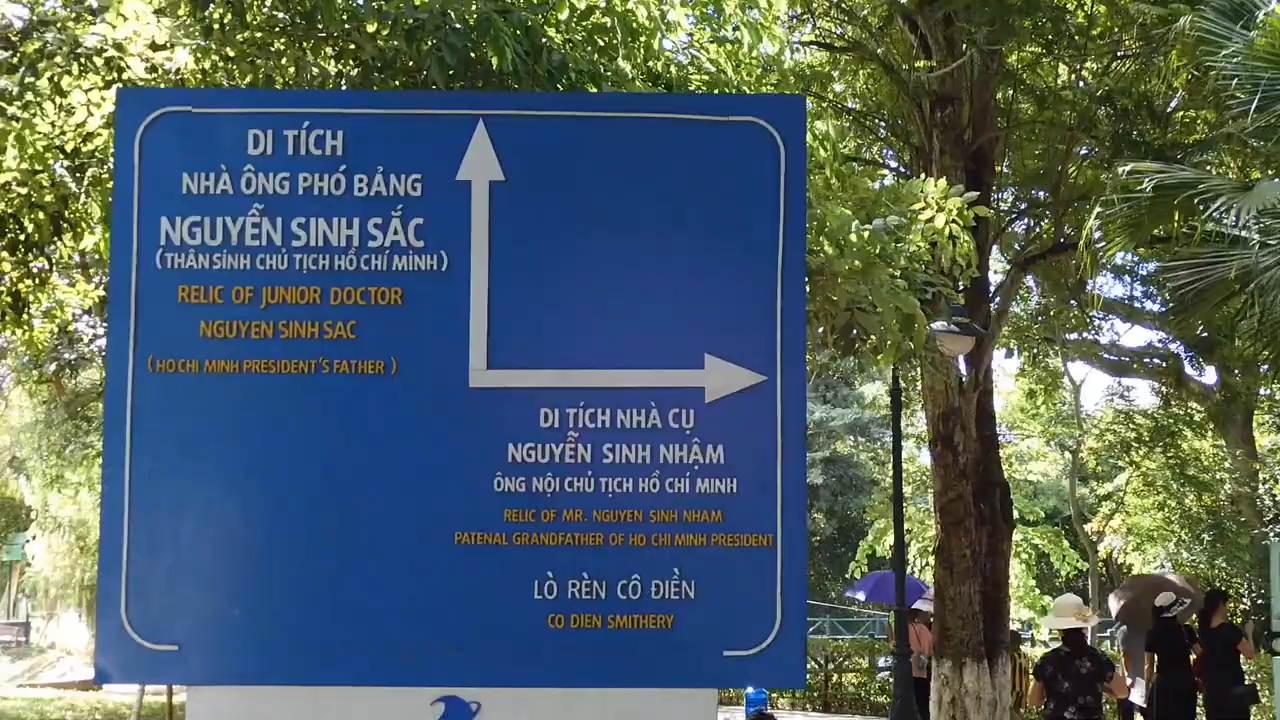 DI TÍCH
NHÀ ÔNG PHÓ BẢNG
NGUYỄN SINH SẮC
(THÂN SINH CHỦ TỊCH HỒ CHÍ MINH)
RELIC OF JUNIOR DOCTOR
NGUYEN SINH SAC
(HO CHI MINH PRESIDENT'S FATHER)
DI TÍCH NHÀ CỤ
NGUYỄN SINH NHẬM
ÔNG NỘI CHỦ TỊCH HỒ CHÍ MINH
RELIC OF MR. NGUYEN SINH NHAM
PATENAL GRANDFATHER OF HO CHI MINH PRESIDENT
LÒ RÈN CÔ ĐIỀN
CO DIEN SMITHERY